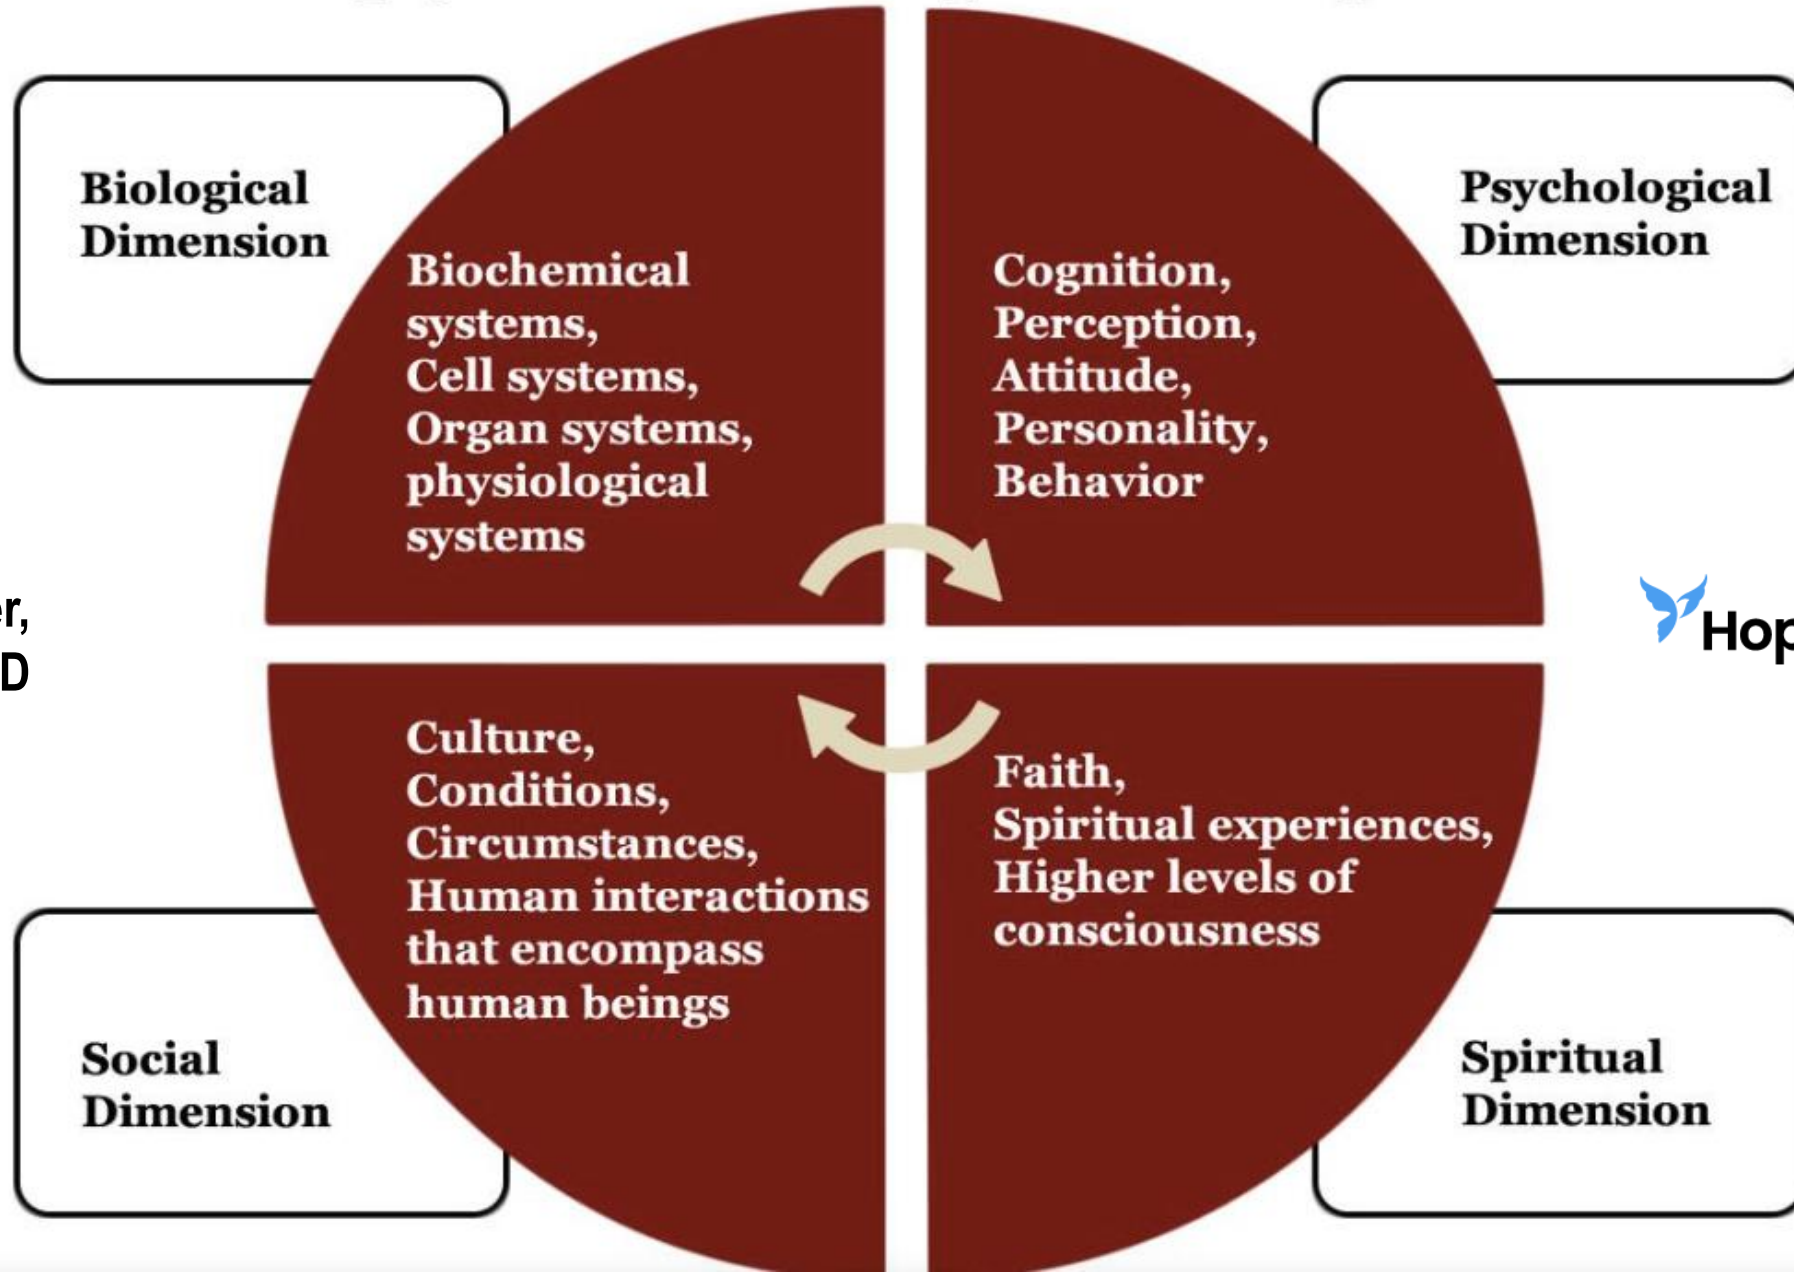 Biological
Dimension
Biochemical
systems,
Cell systems,
Organ systems,
physiological
systems
Cognition,
Perception,
Attitude,
Personality,
Behavior
Psychological
Dimension
er,
D
Hop
Culture,
Conditions,
Circumstances,
Human interactions
that encompass
human beings
Faith,
Spiritual experiences,
Higher levels of
consciousness
Social
Dimension
Spiritual
Dimension